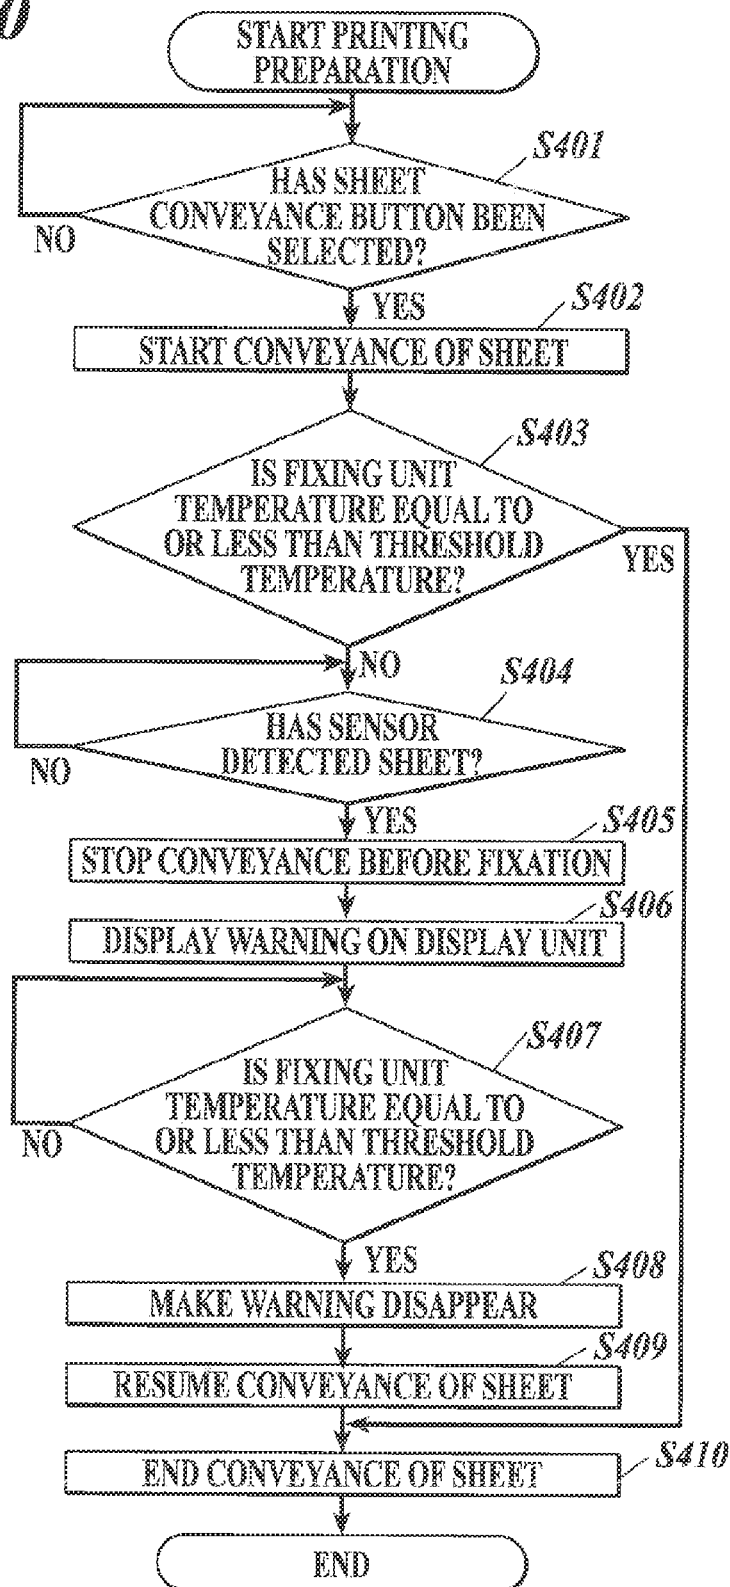 0
START PRINTING
PREPARATION
S401
HAS SHEET
CONVEYANCE BUTTON BEEN
SELECTED?
NO
YES
S402
START CONVEYANCE OF SHEET
S403
IS FIXING UNIT
TEMPERATURE EQUAL TO
OR LESS THAN THRESHOLD
TEMPERATURE?
YES
NO
S404
HAS SENSOR
DETECTED SHEET?
NO
YES
S405
STOP CONVEYANCE BEFORE FIXATION
S406
DISPLAY WARNING ON DISPLAY UNIT
S407
IS FIXING UNIT
TEMPERATURE EQUAL TO
OR LESS THAN THRESHOLD
TEMPERATURE?
NO
YES
S408
MAKE WARNING DISAPPEAR
S409
RESUME CONVEYANCE OF SHEET
S410
END CONVEYANCE OF SHEET
END